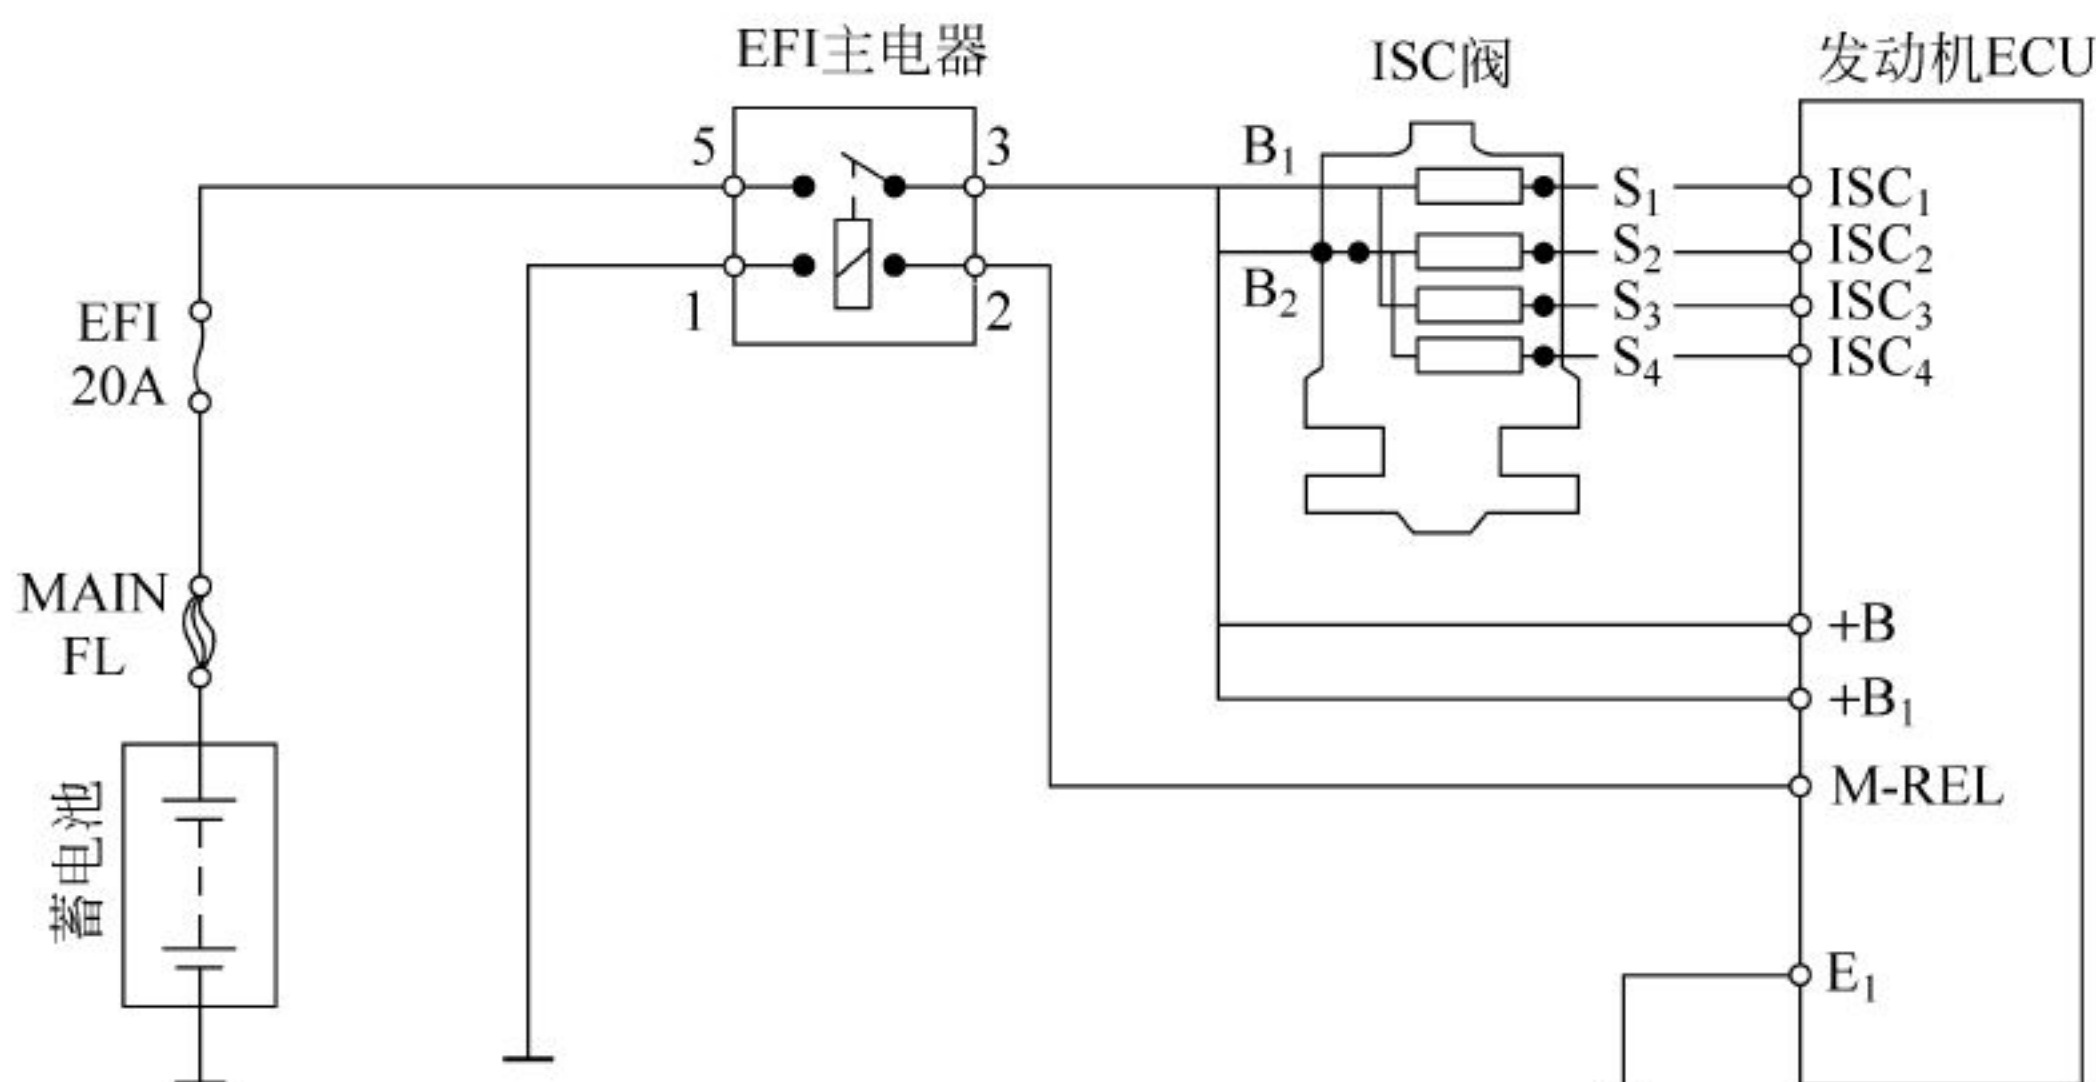 EFI主电器
ISC阀
发动机ECU
5
3
B₁
S₁
ISC₁
S₂
ISC₂
1
2
B₂
S₃
ISC₃
S₄
ISC₄
EFI
20A
MAIN
FL
+B
+B₁
M-REL
蓄电池
E₁